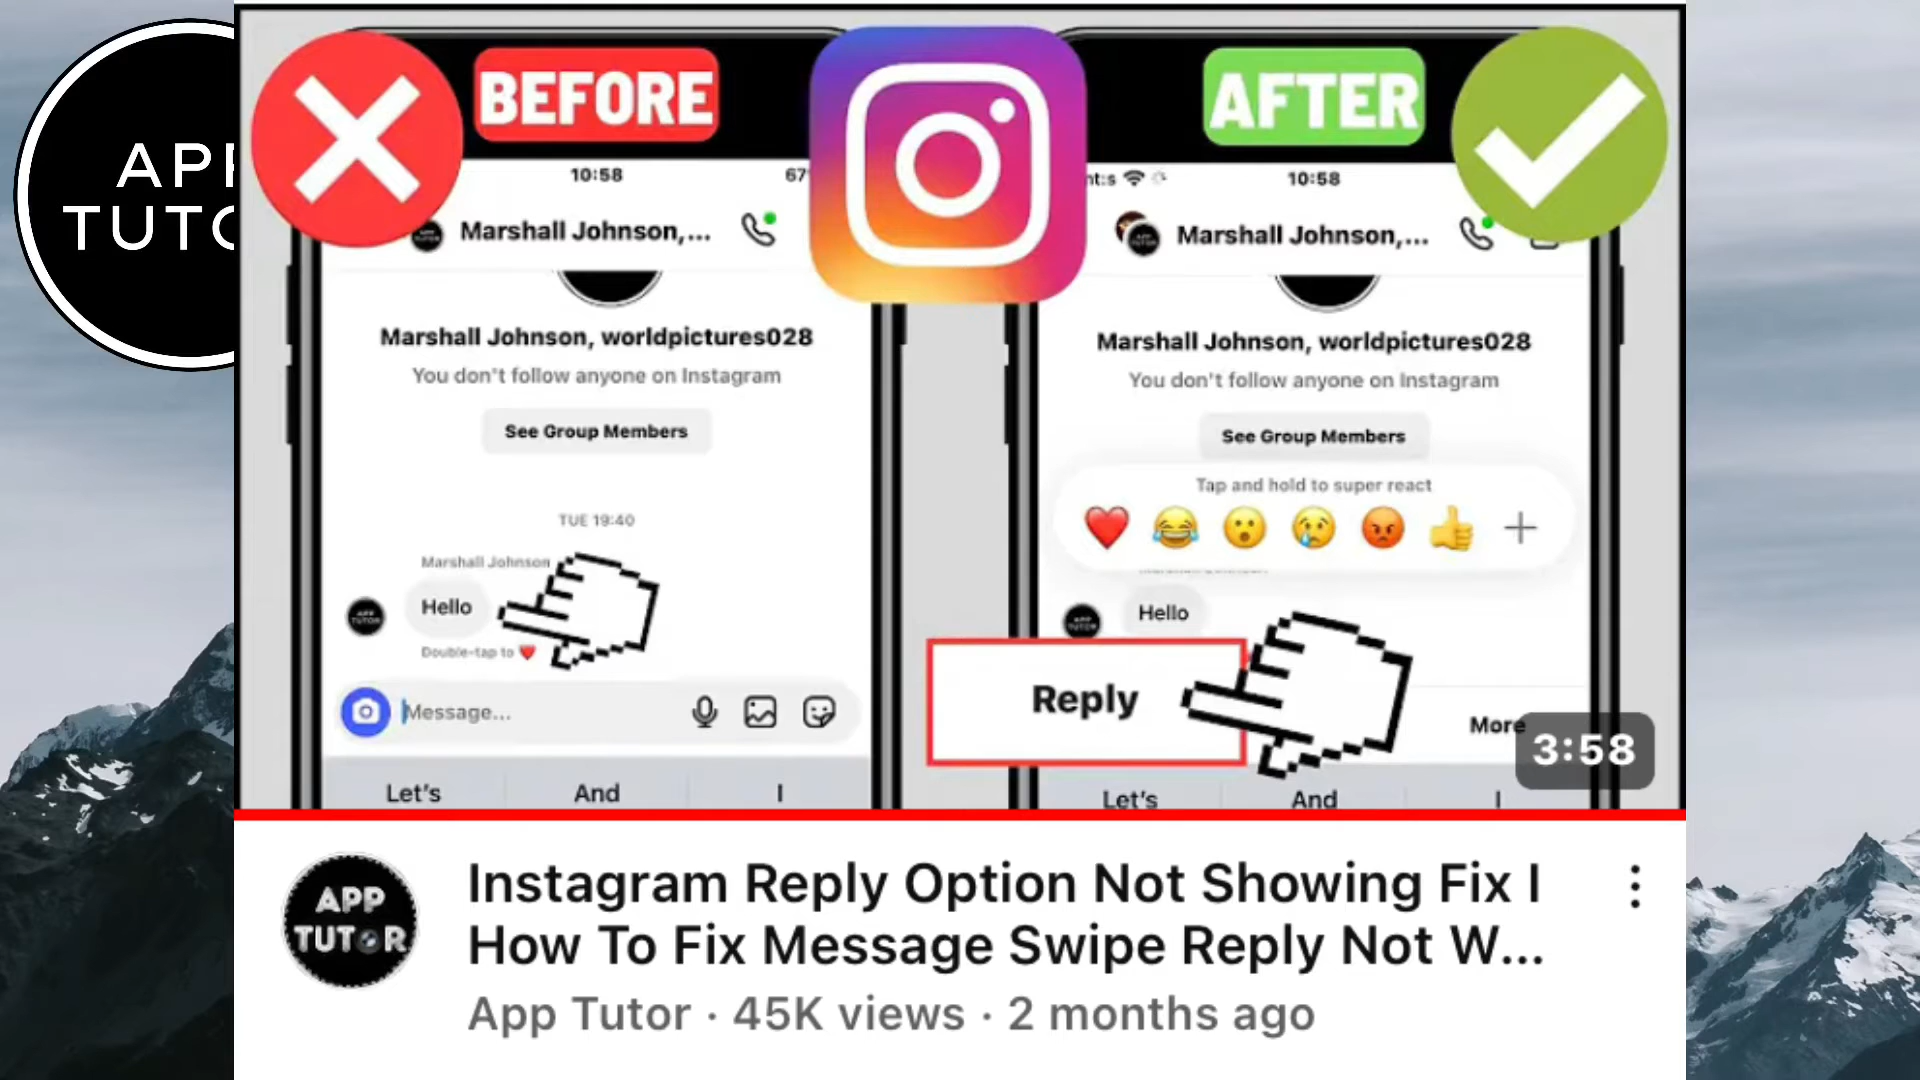 APP
TUTO
BEFORE
AFTER
10:58
67
10:58
Marshall Johnson,...
Marshall Johnson,...
Marshall Johnson, worldpictures028
You don't follow anyone on Instagram
See Group Members
Marshall Johnson, worldpictures028
You don't follow anyone on Instagram
See Group Members
Tap and hold to super react
TUE 19:40
Marshall Johnson
Hello
Double-tap to ❤️
Message...
Hello
Reply
More
3:58
Let's And I
Let's And I
APP
TUTOR
Instagram Reply Option Not Showing Fix I
How To Fix Message Swipe Reply Not W...
App Tutor · 45K views · 2 months ago